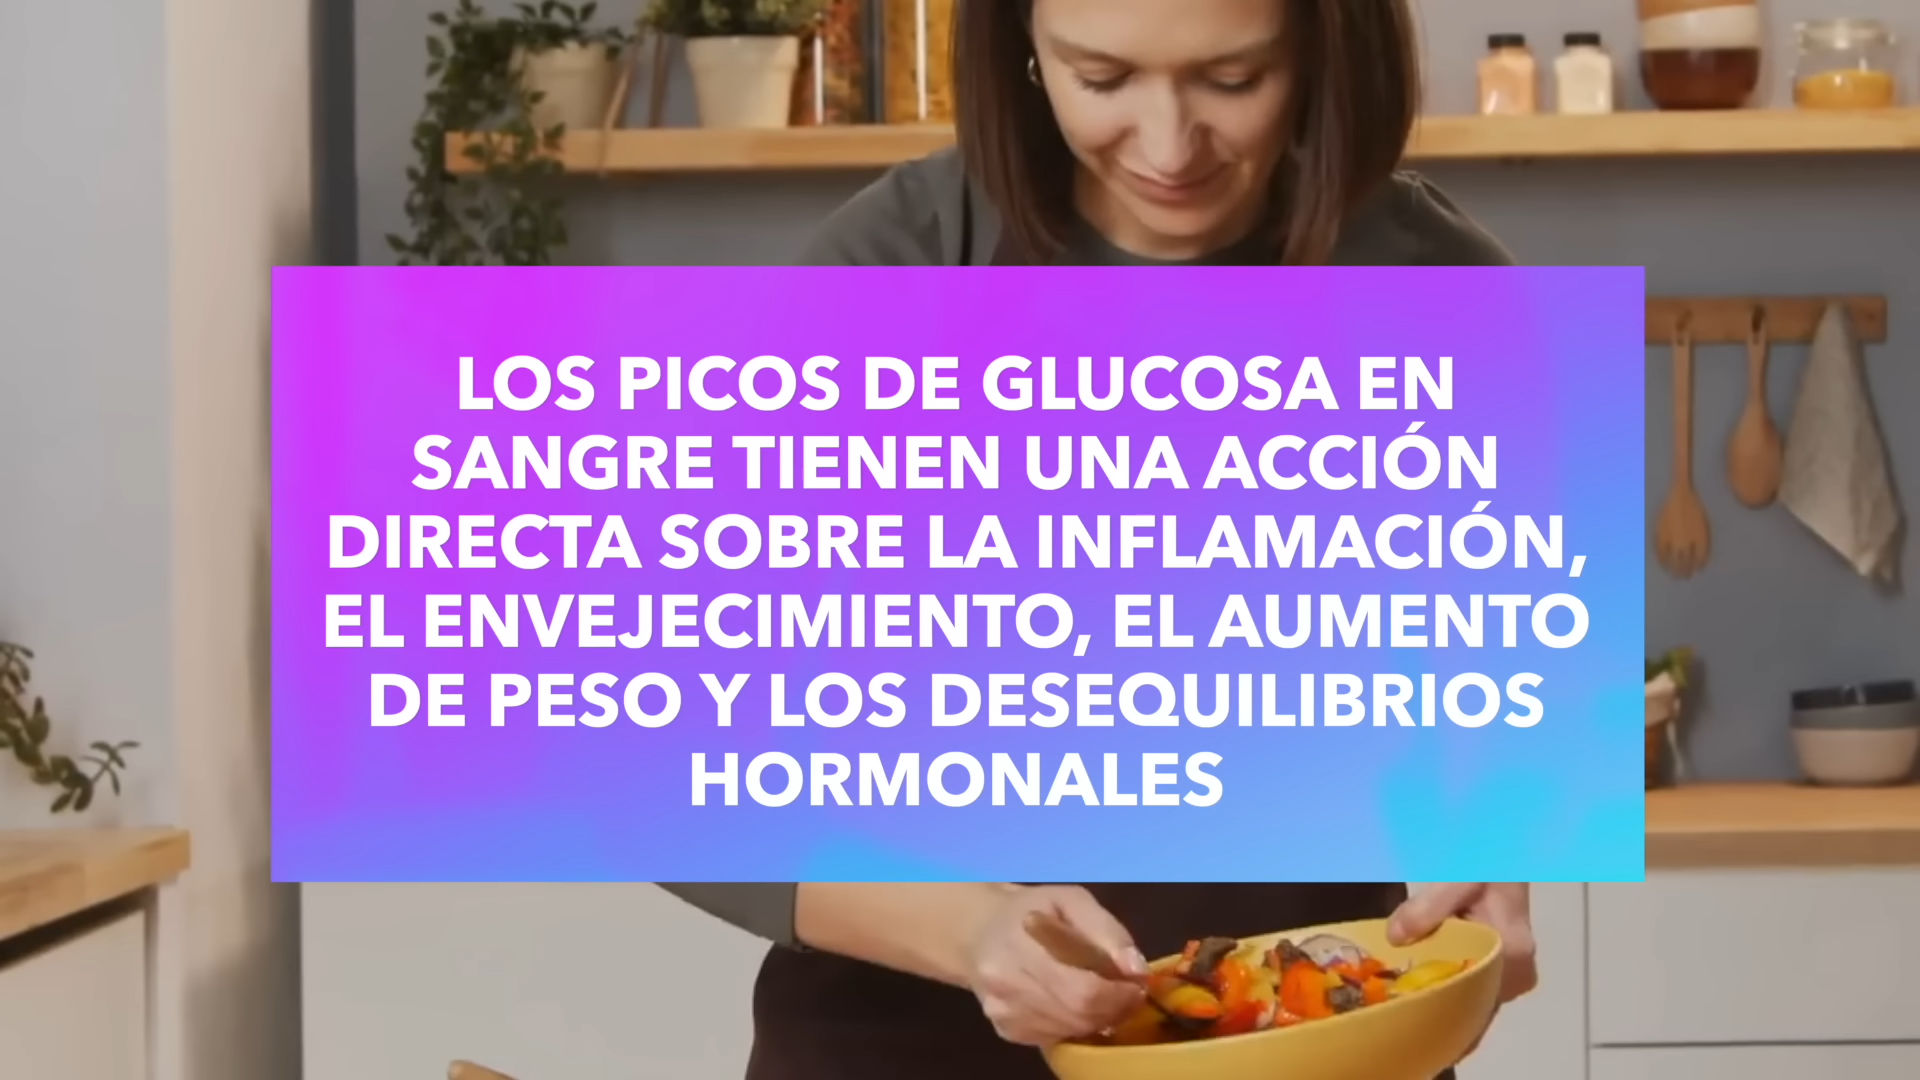 LOS PICOS DE GLUCOSA EN
SANGRE TIENEN UNA ACCIÓN
DIRECTA SOBRE LA INFLAMACIÓN,
EL ENVEJECIMIENTO, EL AUMENTO
DE PESO Y LOS DESEQUILIBRIOS
HORMONALES